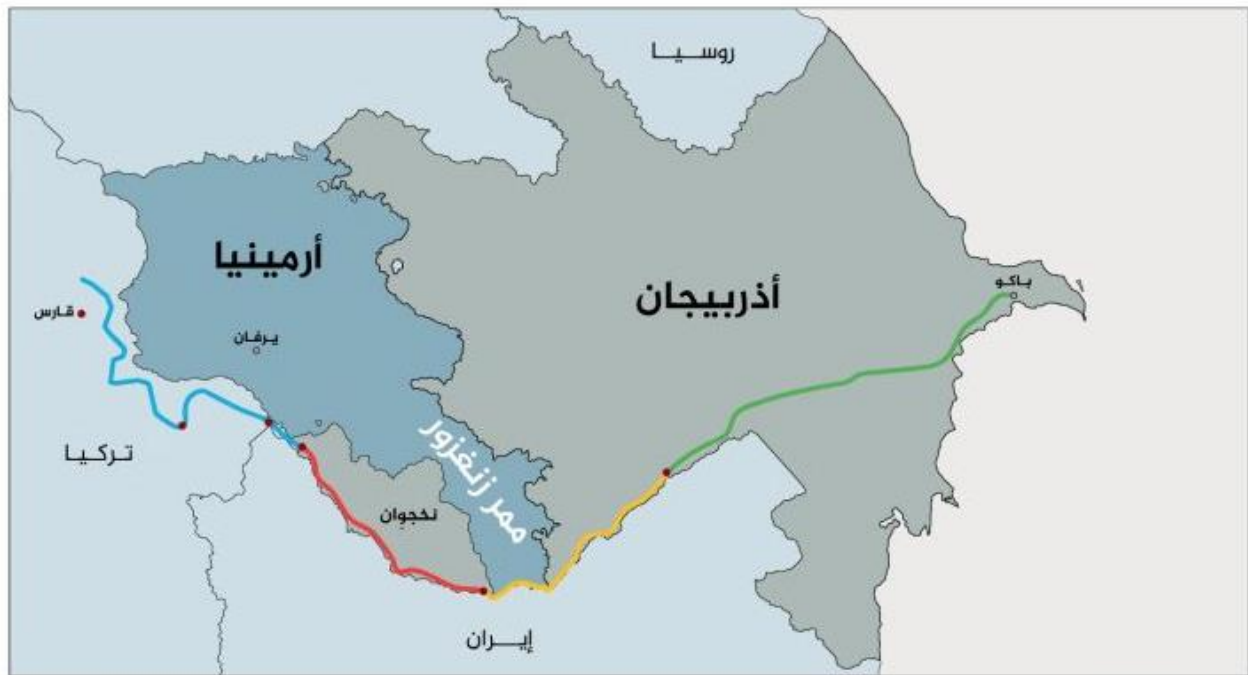 روسيا
أرمينيا
أذربيجان
باكو
قارس
يرفان
تركيا
ممر زنغزور
نخجوان
إيران